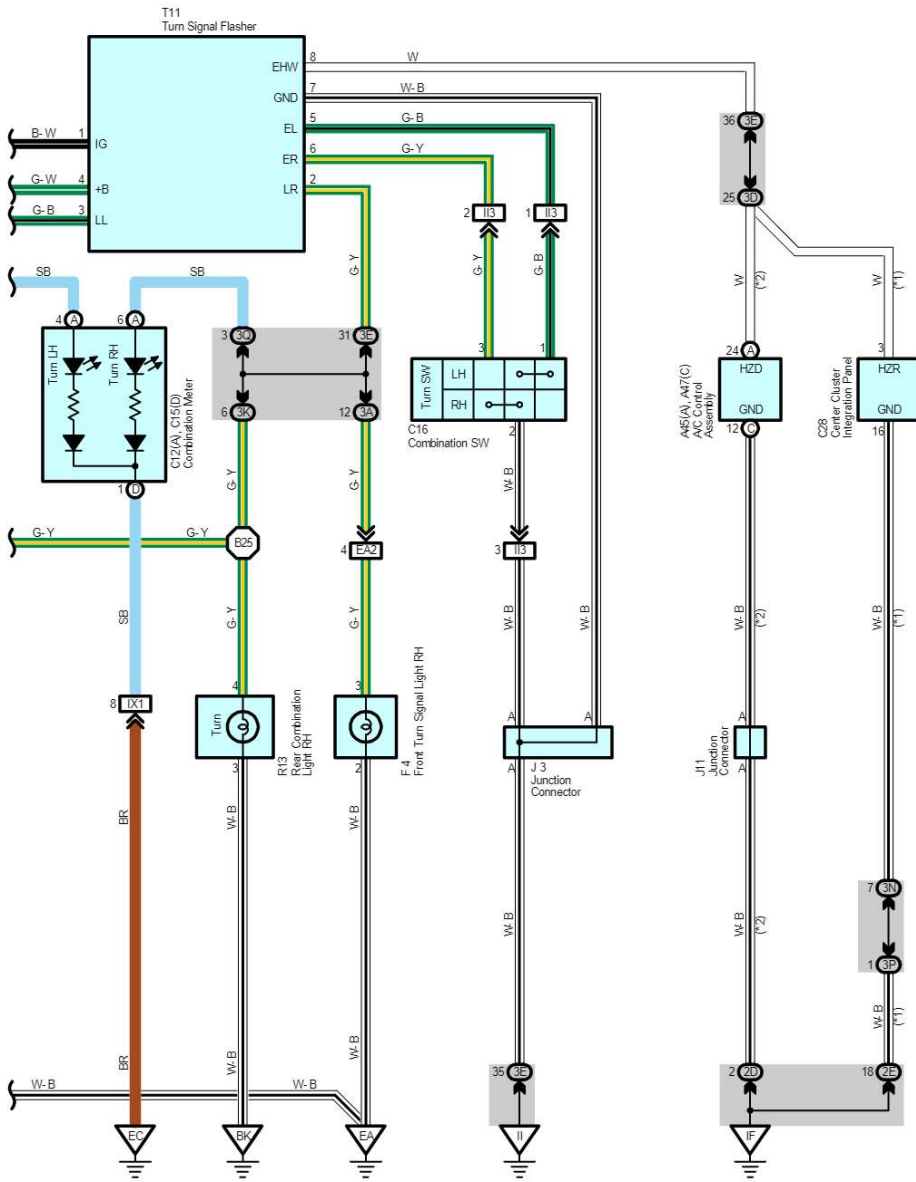 T11
Turn Signal Flasher
EHW 8 W
GND 7 W-B
EL 5 G-B
ER 6 G-Y
LR 2
B-W 1 IG
G-W 4 +B
G-B 3 LL
36 3E
25 3D
2 II3
1 II3
G-Y
G-Y
G-B
W (*2)
W (*1)
SB
SB
4 A
6 A
3 3Q
31 3E
6 3K
12 3A
Turn LH
Turn RH
C12(A), C15(D)
Combination Meter
1 D
3
1
Turn SW
LH
RH
C16
Combination SW
2
24 A
HZD
GND
12 C
A45(A), A47(C)
A/C Control
Assembly
3
HZR
GND
16
C28
Center Cluster
Integration Panel
G-Y
G-Y
W-B
G-Y
G-Y
B25
4 EA2
3 II3
SB
G-Y
G-Y
W-B
W-B
W-B (*2)
W-B (*1)
8 IX1
4
Turn
3
R13
Rear Combination
Light RH
3
2
F 4
Front Turn Signal Light RH
A
A
A
J 3
Junction
Connector
A
A
J11
Junction
Connector
BR
W-B
W-B
W-B
W-B (*2)
7 3N
1 3P
W-B (*1)
BR
W-B
W-B
W-B
W-B
35 3E
2 2D
18 2E
EC
BK
EA
II
IF